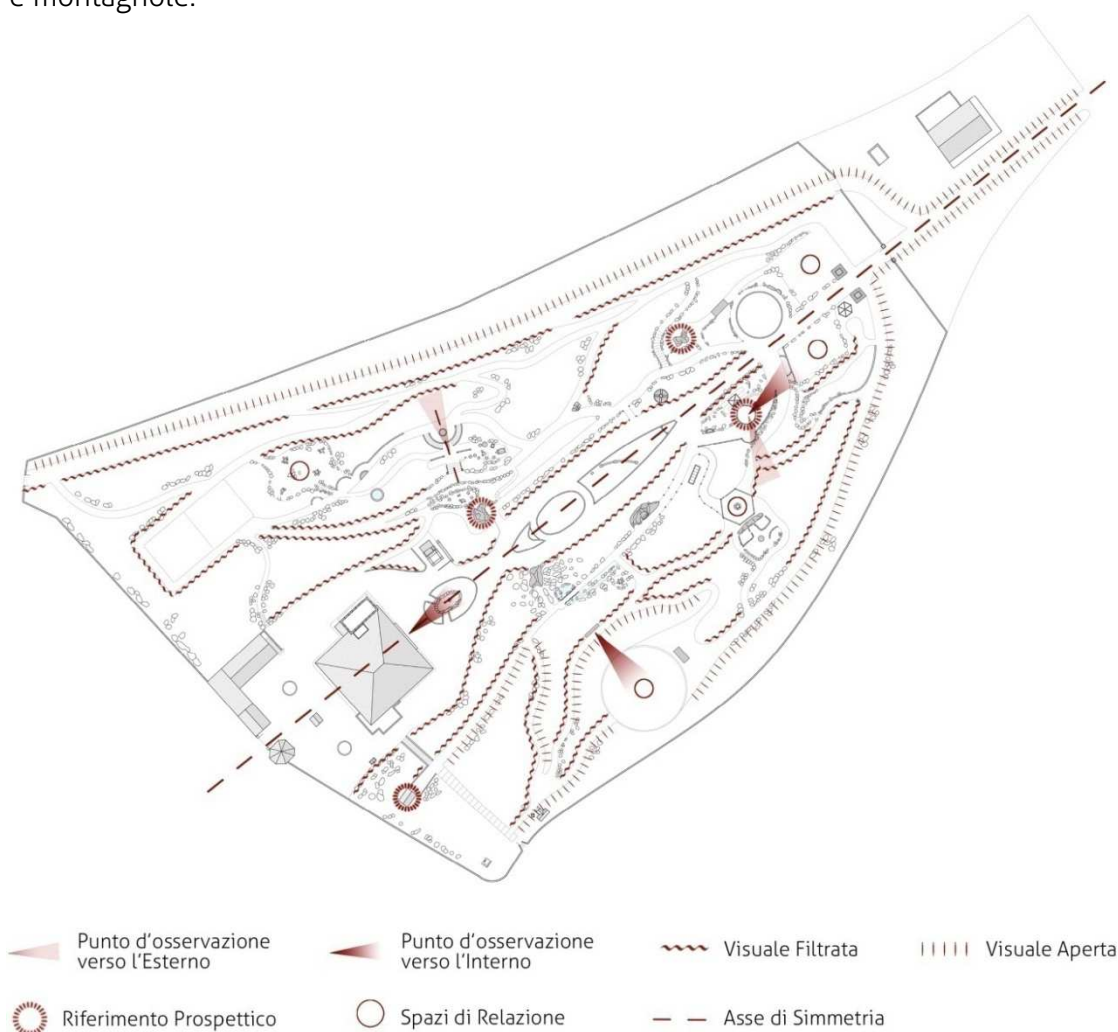 e montagnole.
Punto d'osservazione
verso l'Esterno
Punto d'osservazione
verso l'Interno
Visuale Filtrata
Visuale Aperta
Riferimento Prospettico
Spazi di Relazione
Asse di Simmetria